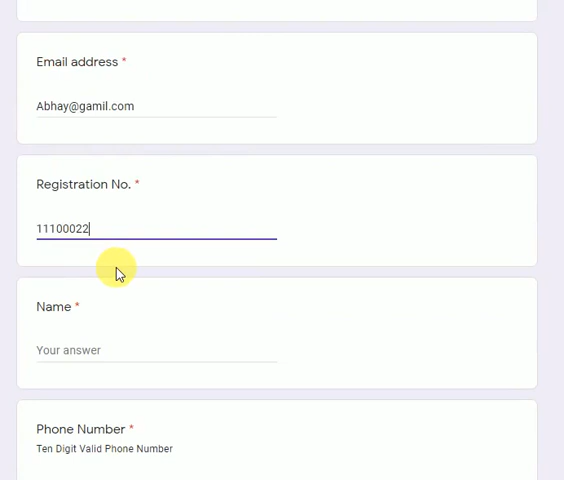 Email address *
Abhay@gamil.com
Registration No. *
11100022
Name *
Your answer
Phone Number *
Ten Digit Valid Phone Number